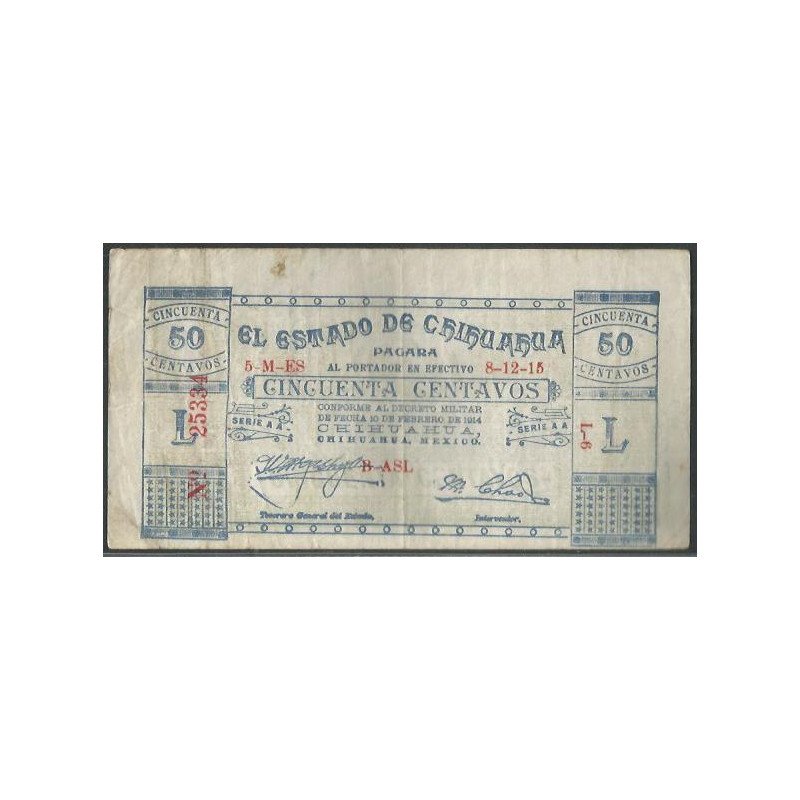 CINCUENTA
50
CENTAVOS
L
Nº 25334
EL ESTADO DE CHIHUAHUA
PAGARA
5-M-ES AL PORTADOR EN EFECTIVO 8-12-15
CINCUENTA CENTAVOS
CONFORME AL DECRETO MILITAR
DE FECHA 10 DE FEBRERO DE 1914
SERIE A A CHIHUAHUA, SERIE A A
CHIHUAHUA, MEXICO.
B-ASL
Tesorero General del Estado, Interventor.
CINCUENTA
50
CENTAVOS
L